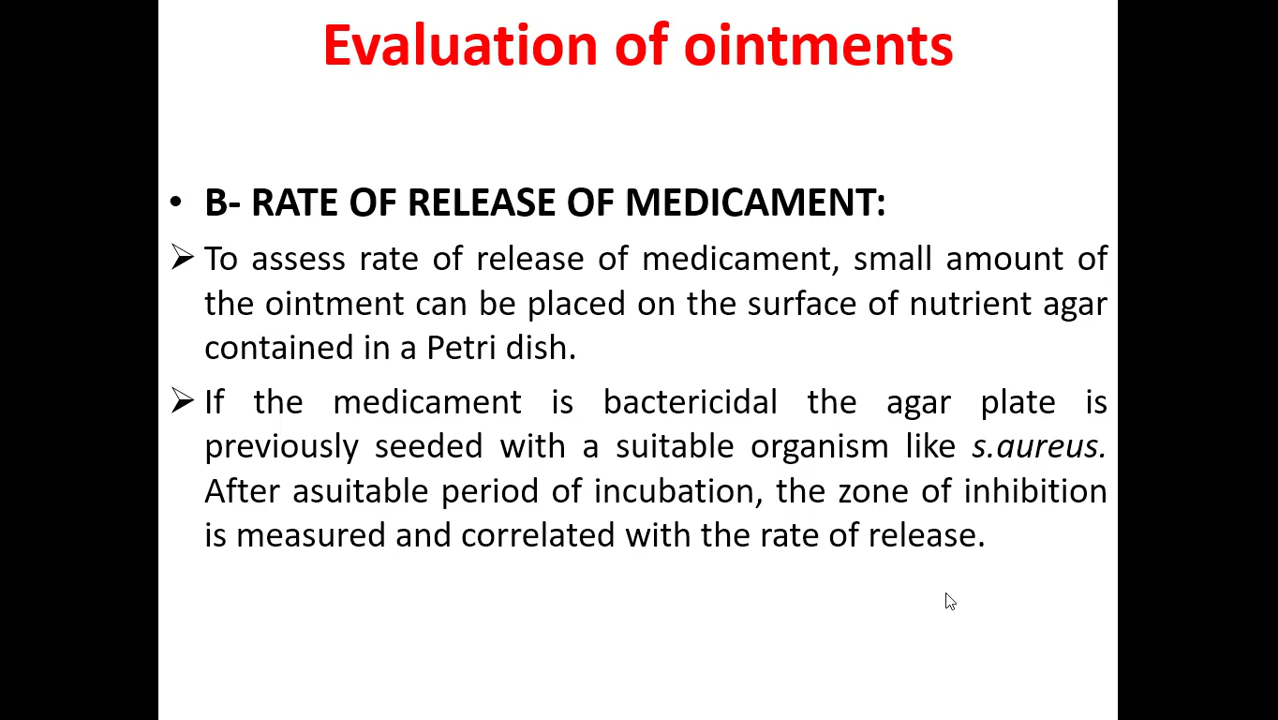 Evaluation of ointments
• B- RATE OF RELEASE OF MEDICAMENT:
➢ To assess rate of release of medicament, small amount of
the ointment can be placed on the surface of nutrient agar
contained in a Petri dish.
➢ If the medicament is bactericidal the agar plate is
previously seeded with a suitable organism like s.aureus.
After asuitable period of incubation, the zone of inhibition
is measured and correlated with the rate of release.